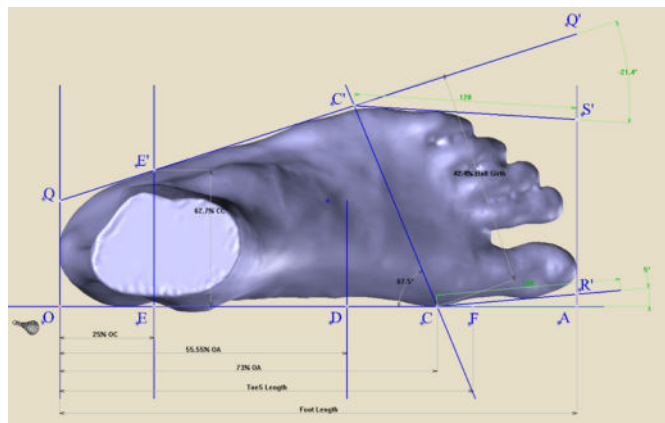 Q'
21.4°
128
C'
S'
E'
42.4% Ball Girth
Q
62.7% CC
67.5°
R'
O
E
D
C
F
A
25% OC
55.55% OA
73% OA
Toe5 Length
Foot Length